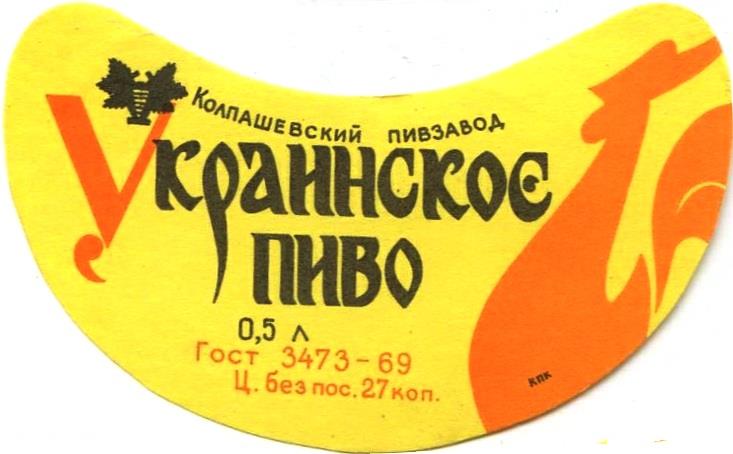 Колпашевский пивзавод
Украинское
пиво
0,5 л
Гост 3473-69
Ц. без пос. 27 коп.
КПК